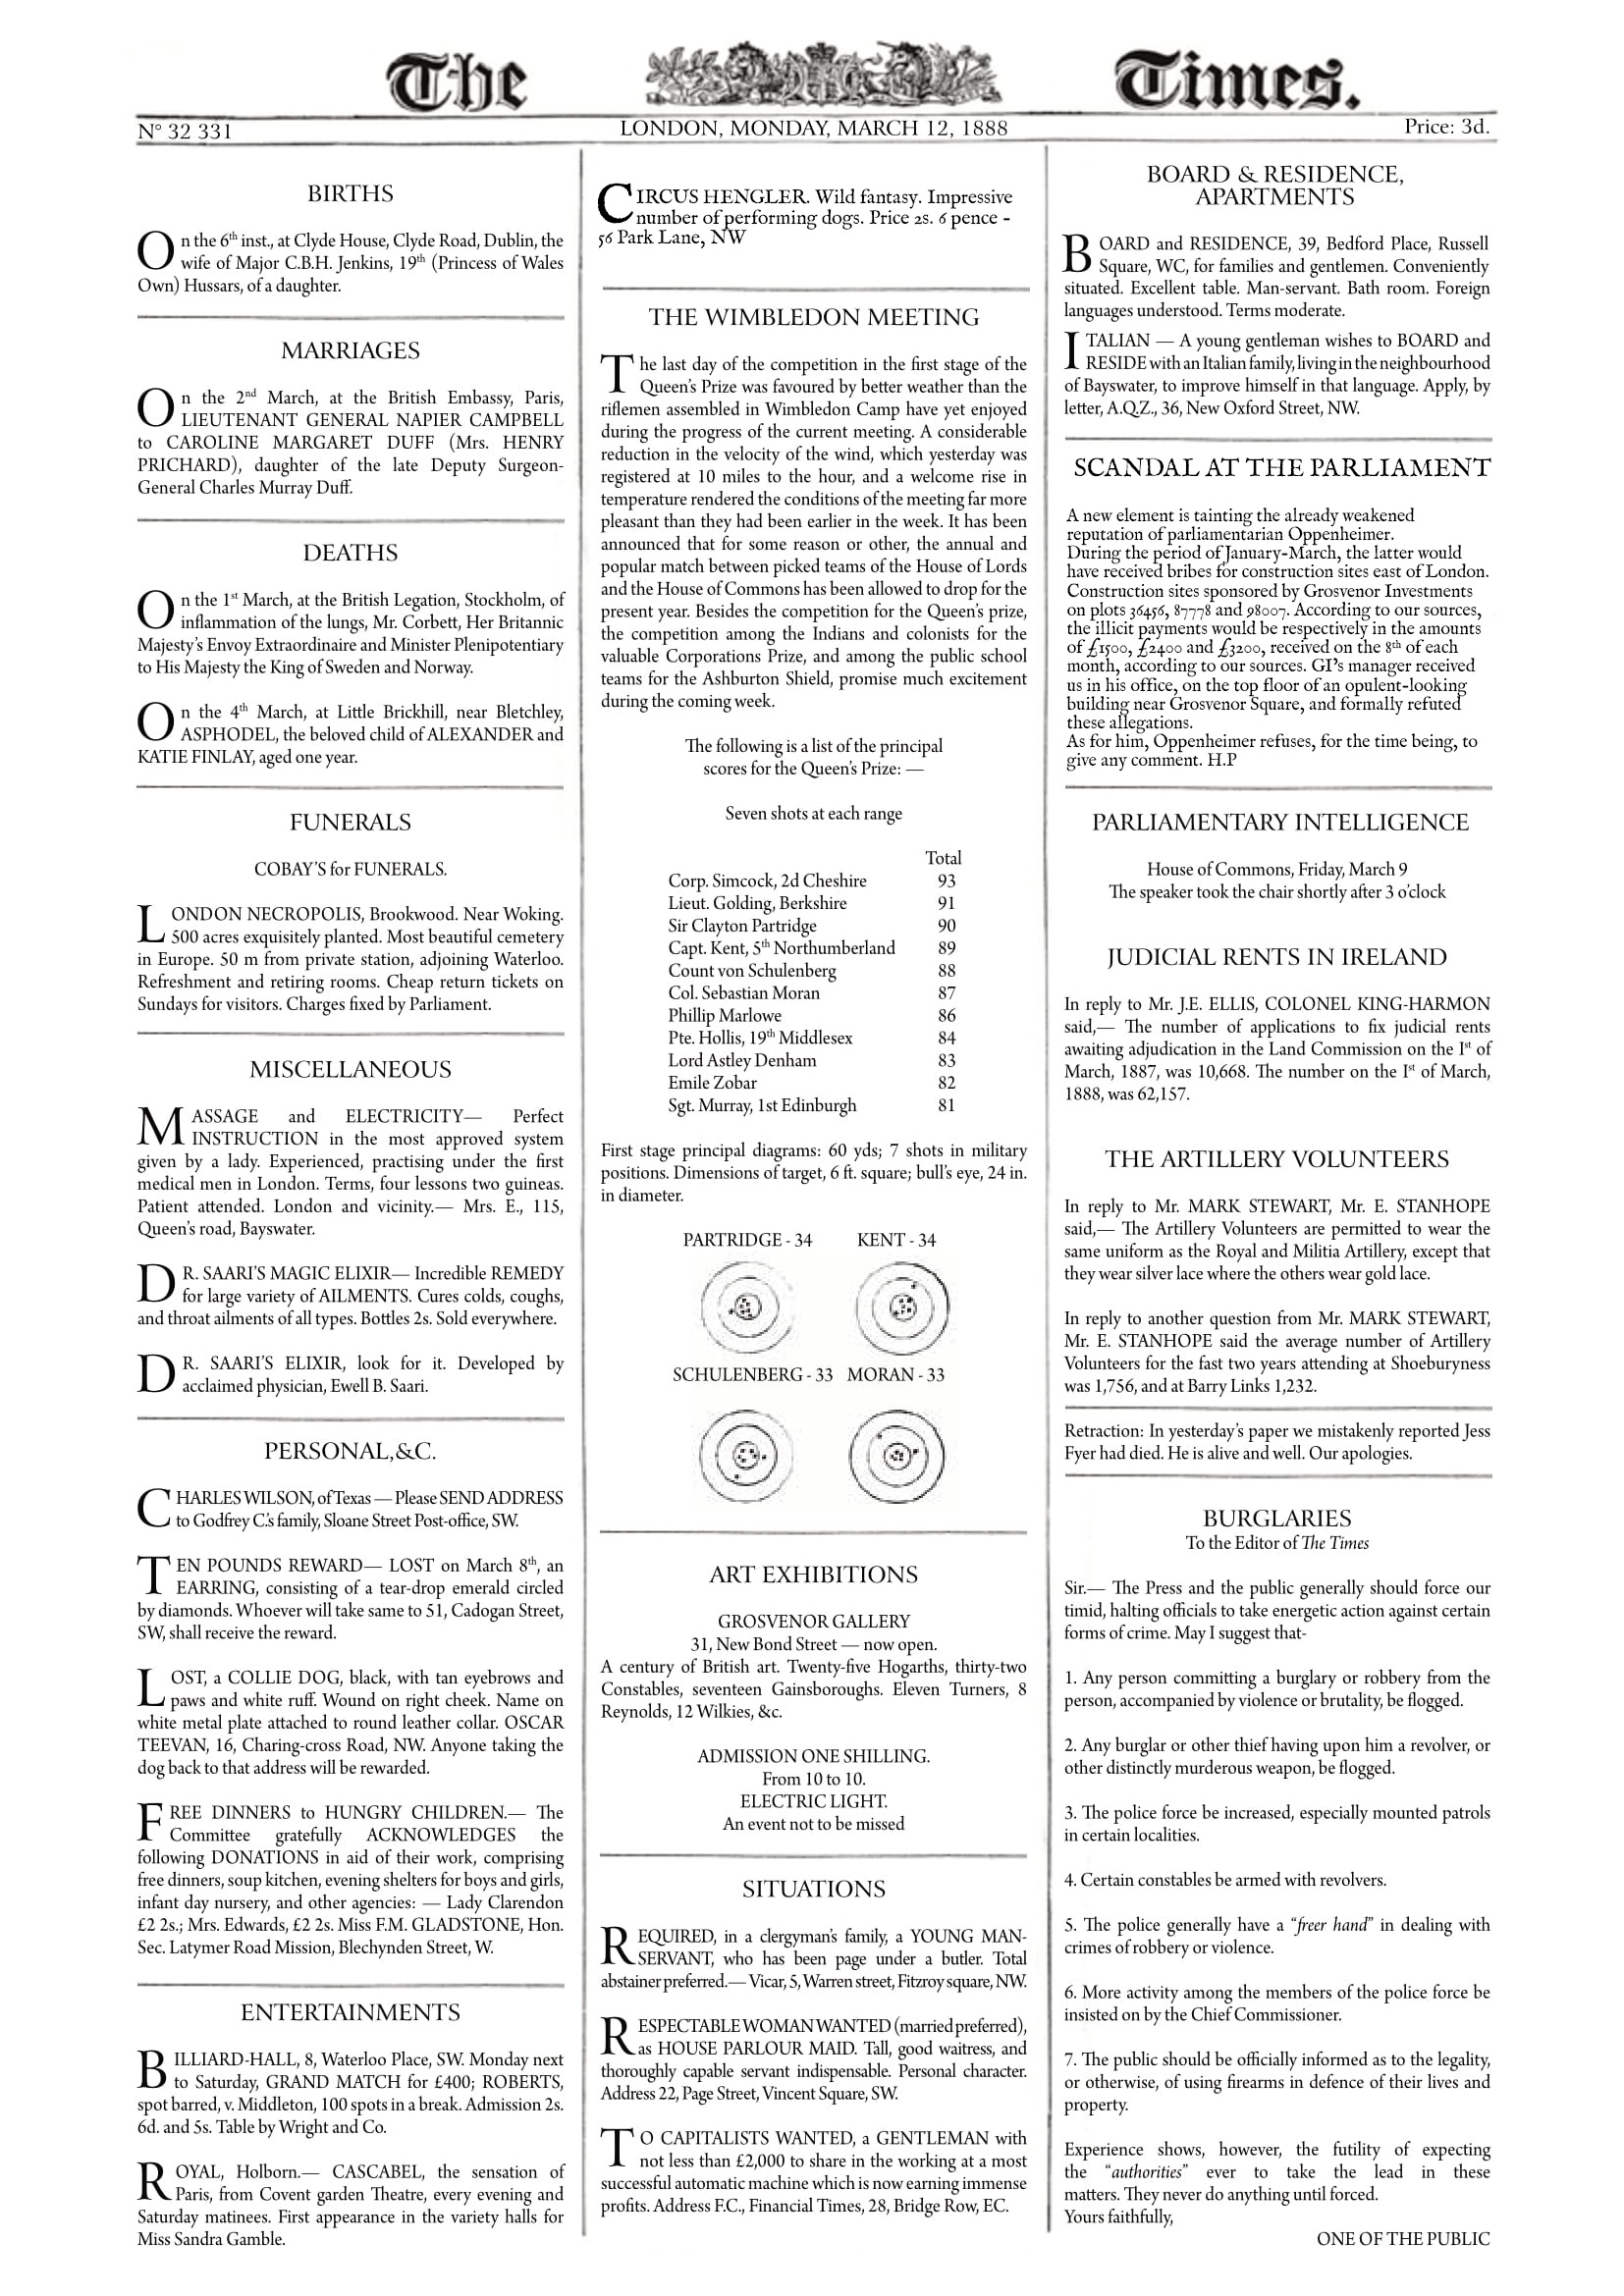 The Times.
N° 32 331
LONDON, MONDAY, MARCH 12, 1888
Price: 3d.
BIRTHS
On the 6th inst., at Clyde House, Clyde Road, Dublin, the
wife of Major C.B.H. Jenkins, 19th (Princess of Wales
Own) Hussars, of a daughter.
MARRIAGES
On the 2nd March, at the British Embassy, Paris,
LIEUTENANT GENERAL NAPIER CAMPBELL
to CAROLINE MARGARET DUFF (Mrs. HENRY
PRICHARD), daughter of the late Deputy Surgeon-
General Charles Murray Duff.
DEATHS
On the 1st March, at the British Legation, Stockholm, of
inflammation of the lungs, Mr. Corbett, Her Britannic
Majesty's Envoy Extraordinaire and Minister Plenipotentiary
to His Majesty the King of Sweden and Norway.
On the 4th March, at Little Brickhill, near Bletchley,
ASPHODEL, the beloved child of ALEXANDER and
KATIE FINLAY, aged one year.
FUNERALS
COBAY'S for FUNERALS.
LONDON NECROPOLIS, Brookwood. Near Woking.
500 acres exquisitely planted. Most beautiful cemetery
in Europe. 50 m from private station, adjoining Waterloo.
Refreshment and retiring rooms. Cheap return tickets on
Sundays for visitors. Charges fixed by Parliament.
MISCELLANEOUS
MASSAGE and ELECTRICITY— Perfect
INSTRUCTION in the most approved system
given by a lady. Experienced, practising under the first
medical men in London. Terms, four lessons two guineas.
Patient attended. London and vicinity.— Mrs. E., 115,
Queen's road, Bayswater.
DR. SAARI'S MAGIC ELIXIR— Incredible REMEDY
for large variety of AILMENTS. Cures colds, coughs,
and throat ailments of all types. Bottles 2s. Sold everywhere.
DR. SAARI'S ELIXIR, look for it. Developed by
acclaimed physician, Ewell B. Saari.
PERSONAL,&C.
CHARLES WILSON, of Texas — Please SEND ADDRESS
to Godfrey C.'s family, Sloane Street Post-office, SW.
TEN POUNDS REWARD— LOST on March 8th, an
EARRING, consisting of a tear-drop emerald circled
by diamonds. Whoever will take same to 51, Cadogan Street,
SW, shall receive the reward.
LOST, a COLLIE DOG, black, with tan eyebrows and
paws and white ruff. Wound on right cheek. Name on
white metal plate attached to round leather collar. OSCAR
TEEVAN, 16, Charing-cross Road, NW. Anyone taking the
dog back to that address will be rewarded.
FREE DINNERS to HUNGRY CHILDREN.— The
Committee gratefully ACKNOWLEDGES the
following DONATIONS in aid of their work, comprising
free dinners, soup kitchen, evening shelters for boys and girls,
infant day nursery, and other agencies: — Lady Clarendon
£2 2s.; Mrs. Edwards, £2 2s. Miss F.M. GLADSTONE, Hon.
Sec. Latymer Road Mission, Blechynden Street, W.
ENTERTAINMENTS
BILLIARD-HALL, 8, Waterloo Place, SW. Monday next
to Saturday, GRAND MATCH for £400; ROBERTS,
spot barred, v. Middleton, 100 spots in a break. Admission 2s.
6d. and 5s. Table by Wright and Co.
ROYAL, Holborn.— CASCABEL, the sensation of
Paris, from Covent garden Theatre, every evening and
Saturday matinees. First appearance in the variety halls for
Miss Sandra Gamble.
CIRCUS HENGLER. Wild fantasy. Impressive
number of performing dogs. Price 2s. 6 pence -
56 Park Lane, NW
THE WIMBLEDON MEETING
The last day of the competition in the first stage of the
Queen's Prize was favoured by better weather than the
riflemen assembled in Wimbledon Camp have yet enjoyed
during the progress of the current meeting. A considerable
reduction in the velocity of the wind, which yesterday was
registered at 10 miles to the hour, and a welcome rise in
temperature rendered the conditions of the meeting far more
pleasant than they had been earlier in the week. It has been
announced that for some reason or other, the annual and
popular match between picked teams of the House of Lords
and the House of Commons has been allowed to drop for the
present year. Besides the competition for the Queen's prize,
the competition among the Indians and colonists for the
valuable Corporations Prize, and among the public school
teams for the Ashburton Shield, promise much excitement
during the coming week.
The following is a list of the principal
scores for the Queen's Prize: —
Seven shots at each range
Total
Corp. Simcock, 2d Cheshire 93
Lieut. Golding, Berkshire 91
Sir Clayton Partridge 90
Capt. Kent, 5th Northumberland 89
Count von Schulenberg 88
Col. Sebastian Moran 87
Phillip Marlowe 86
Pte. Hollis, 19th Middlesex 84
Lord Astley Denham 83
Emile Zobar 82
Sgt. Murray, 1st Edinburgh 81
First stage principal diagrams: 60 yds; 7 shots in military
positions. Dimensions of target, 6 ft. square; bull's eye, 24 in.
in diameter.
PARTRIDGE - 34 KENT - 34
SCHULENBERG - 33 MORAN - 33
ART EXHIBITIONS
GROSVENOR GALLERY
31, New Bond Street — now open.
A century of British art. Twenty-five Hogarths, thirty-two
Constables, seventeen Gainsboroughs. Eleven Turners, 8
Reynolds, 12 Wilkies, &c.
ADMISSION ONE SHILLING.
From 10 to 10.
ELECTRIC LIGHT.
An event not to be missed
SITUATIONS
REQUIRED, in a clergyman's family, a YOUNG MAN-
SERVANT, who has been page under a butler. Total
abstainer preferred.— Vicar, 5, Warren street, Fitzroy square, NW.
RESPECTABLE WOMAN WANTED (married preferred),
as HOUSE PARLOUR MAID. Tall, good waitress, and
thoroughly capable servant indispensable. Personal character.
Address 22, Page Street, Vincent Square, SW.
TO CAPITALISTS WANTED, a GENTLEMAN with
not less than £2,000 to share in the working at a most
successful automatic machine which is now earning immense
profits. Address F.C., Financial Times, 28, Bridge Row, EC.
BOARD & RESIDENCE,
APARTMENTS
BOARD and RESIDENCE, 39, Bedford Place, Russell
Square, WC, for families and gentlemen. Conveniently
situated. Excellent table. Man-servant. Bath room. Foreign
languages understood. Terms moderate.
ITALIAN — A young gentleman wishes to BOARD and
RESIDE with an Italian family, living in the neighbourhood
of Bayswater, to improve himself in that language. Apply, by
letter, A.Q.Z., 36, New Oxford Street, NW.
SCANDAL AT THE PARLIAMENT
A new element is tainting the already weakened
reputation of parliamentarian Oppenheimer.
During the period of January-March, the latter would
have received bribes for construction sites east of London.
Construction sites sponsored by Grosvenor Investments
on plots 36456, 87778 and 98007. According to our sources,
the illicit payments would be respectively in the amounts
of £1500, £2400 and £3200, received on the 8th of each
month, according to our sources. GI's manager received
us in his office, on the top floor of an opulent-looking
building near Grosvenor Square, and formally refuted
these allegations.
As for him, Oppenheimer refuses, for the time being, to
give any comment. H.P
PARLIAMENTARY INTELLIGENCE
House of Commons, Friday, March 9
The speaker took the chair shortly after 3 o'clock
JUDICIAL RENTS IN IRELAND
In reply to Mr. J.E. ELLIS, COLONEL KING-HARMON
said,— The number of applications to fix judicial rents
awaiting adjudication in the Land Commission on the Ist of
March, 1887, was 10,668. The number on the Ist of March,
1888, was 62,157.
THE ARTILLERY VOLUNTEERS
In reply to Mr. MARK STEWART, Mr. E. STANHOPE
said,— The Artillery Volunteers are permitted to wear the
same uniform as the Royal and Militia Artillery, except that
they wear silver lace where the others wear gold lace.
In reply to another question from Mr. MARK STEWART,
Mr. E. STANHOPE said the average number of Artillery
Volunteers for the fast two years attending at Shoeburyness
was 1,756, and at Barry Links 1,232.
Retraction: In yesterday's paper we mistakenly reported Jess
Fyer had died. He is alive and well. Our apologies.
BURGLARIES
To the Editor of The Times
Sir.— The Press and the public generally should force our
timid, halting officials to take energetic action against certain
forms of crime. May I suggest that-
1. Any person committing a burglary or robbery from the
person, accompanied by violence or brutality, be flogged.
2. Any burglar or other thief having upon him a revolver, or
other distinctly murderous weapon, be flogged.
3. The police force be increased, especially mounted patrols
in certain localities.
4. Certain constables be armed with revolvers.
5. The police generally have a “freer hand” in dealing with
crimes of robbery or violence.
6. More activity among the members of the police force be
insisted on by the Chief Commissioner.
7. The public should be officially informed as to the legality,
or otherwise, of using firearms in defence of their lives and
property.
Experience shows, however, the futility of expecting
the “authorities” ever to take the lead in these
matters. They never do anything until forced.
Yours faithfully,
ONE OF THE PUBLIC